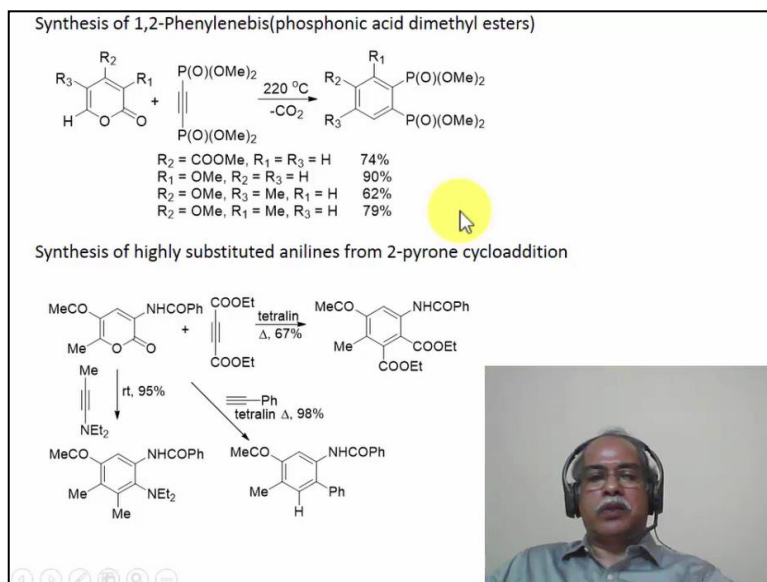 Synthesis of 1,2-Phenylenebis(phosphonic acid dimethyl esters)
R2
R3
R1
H
O
O
+
P(O)(OMe)2
P(O)(OMe)2
220 °C
-CO2
R1
R2
R3
P(O)(OMe)2
P(O)(OMe)2
R2 = COOMe, R1 = R3 = H 74%
R1 = OMe, R2 = R3 = H 90%
R2 = OMe, R3 = Me, R1 = H 62%
R2 = OMe, R1 = Me, R3 = H 79%
Synthesis of highly substituted anilines from 2-pyrone cycloaddition
MeCO
NHCOPh
Me
O
O
+
COOEt
COOEt
tetralin
Δ, 67%
MeCO
NHCOPh
Me
COOEt
COOEt
Me
NEt2
rt, 95%
Ph
tetralin Δ, 98%
MeCO
NHCOPh
Me
NEt2
Me
MeCO
NHCOPh
Me
Ph
H